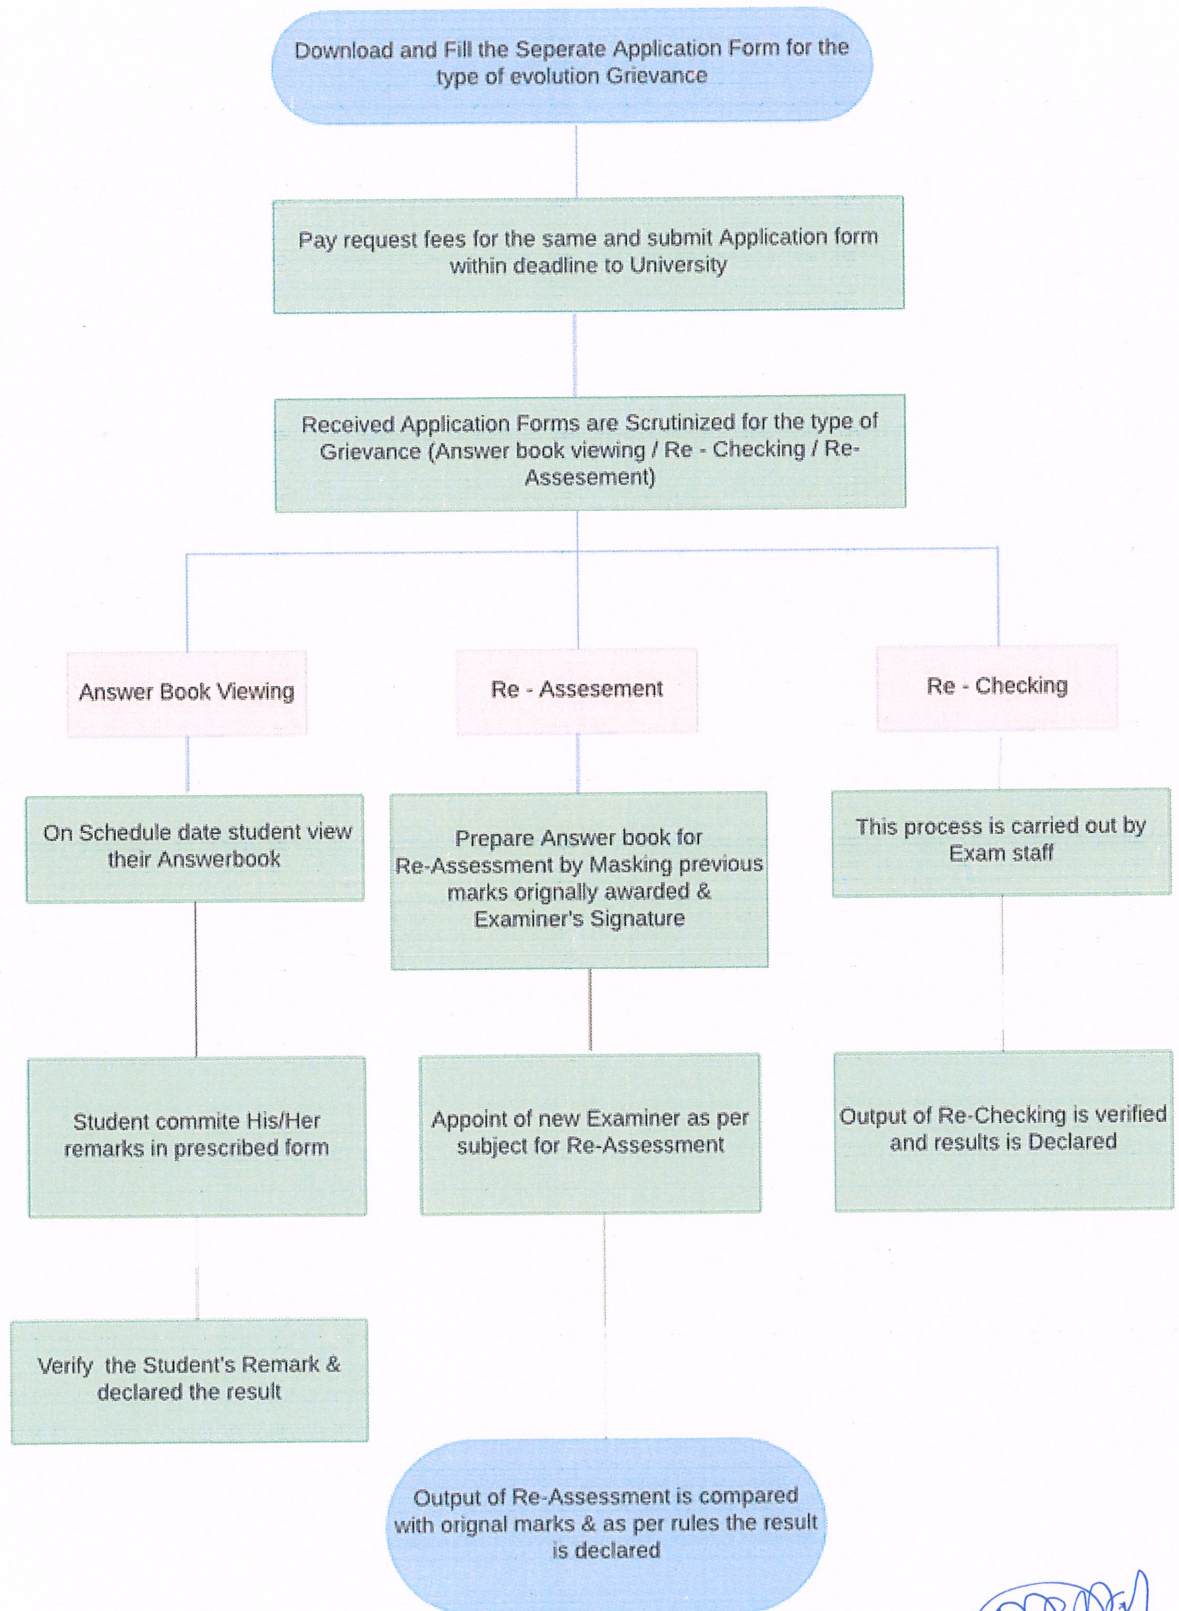 Download and Fill the Seperate Application Form for the
type of evolution Grievance
Pay request fees for the same and submit Application form
within deadline to University
Received Application Forms are Scrutinized for the type of
Grievance (Answer book viewing / Re - Checking / Re-
Assesement)
Answer Book Viewing
Re - Assesement
Re - Checking
On Schedule date student view
their Answerbook
Prepare Answer book for
Re-Assessment by Masking previous
marks orignally awarded &
Examiner's Signature
This process is carried out by
Exam staff
Student commite His/Her
remarks in prescribed form
Appoint of new Examiner as per
subject for Re-Assessment
Output of Re-Checking is verified
and results is Declared
Verify the Student's Remark &
declared the result
Output of Re-Assessment is compared
with orignal marks & as per rules the result
is declared